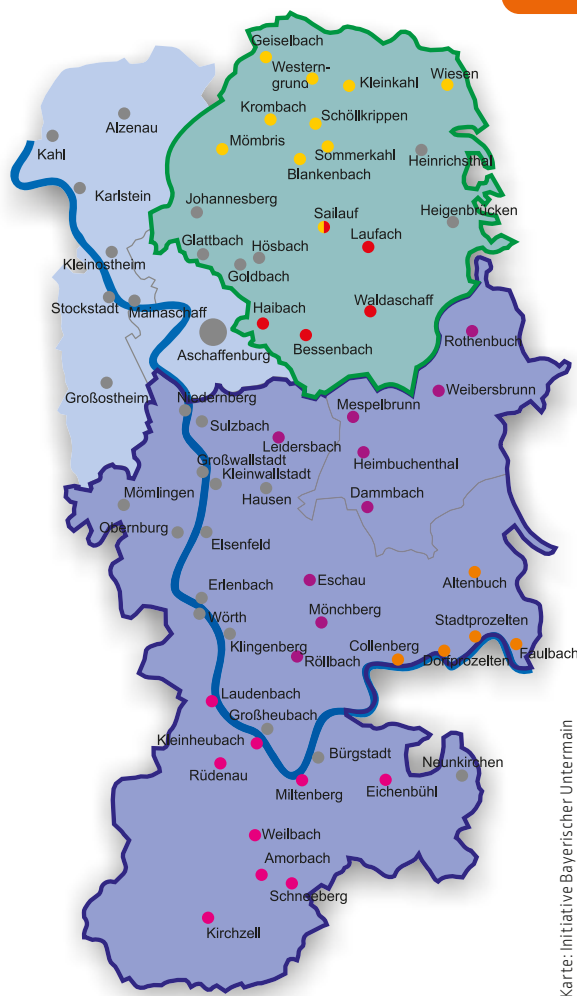 Geiselbach
Western-
grund
Kleinkahl
Wiesen
Krombach
Schöllkrippen
Alzenau
Kahl
Mömbris
Sommerkahl
Heinrichsthal
Blankenbach
Karlstein
Johannesberg
Heigenbrücken
Sailauf
Laufach
Glattbach
Hösbach
Kleinostheim
Goldbach
Stockstadt
Mainaschaff
Haibach
Waldaschaff
Aschaffenburg
Bessenbach
Rothenbuch
Großostheim
Weibersbrunn
Niedernberg
Mespelbrunn
Sulzbach
Leidersbach
Großwallstadt
Heimbuchenthal
Kleinwallstadt
Mömlingen
Hausen
Dammbach
Obernburg
Elsenfeld
Eschau
Altenbuch
Erlenbach
Mönchberg
Wörth
Stadtprozelten
Klingenberg
Collenberg
Faulbach
Röllbach
Dorfprozelten
Laudenbach
Großheubach
Kleinheubach
Bürgstadt
Neunkirchen
Rüdenau
Miltenberg
Eichenbühl
Weilbach
Amorbach
Schneeberg
Kirchzell
Karte: Initiative Bayerischer Untermain